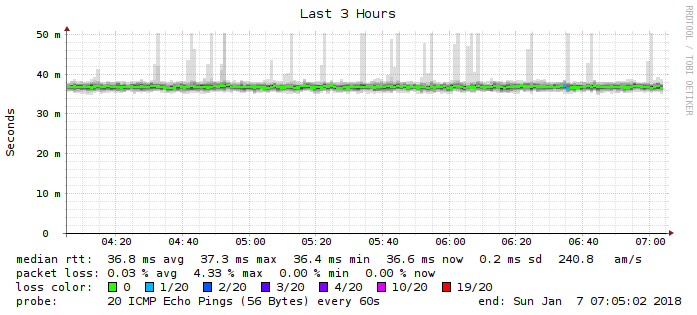 Last 3 Hours
RRDTOOL / TOBI OETIKER
Seconds
50 m
40 m
30 m
20 m
10 m
0
04:20 04:40 05:00 05:20 05:40 06:00 06:20 06:40 07:00
median rtt: 36.8 ms avg 37.3 ms max 36.4 ms min 36.6 ms now 0.2 ms sd 240.8 am/s
packet loss: 0.03 % avg 4.33 % max 0.00 % min 0.00 % now
loss color: 0 1/20 2/20 3/20 4/20 10/20 19/20
probe: 20 ICMP Echo Pings (56 Bytes) every 60s end: Sun Jan 7 07:05:02 2018